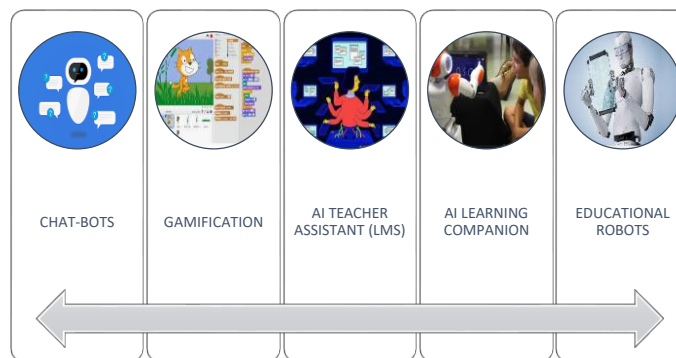 CHAT-BOTS
GAMIFICATION
AI TEACHER
ASSISTANT (LMS)
AI LEARNING
COMPANION
EDUCATIONAL
ROBOTS